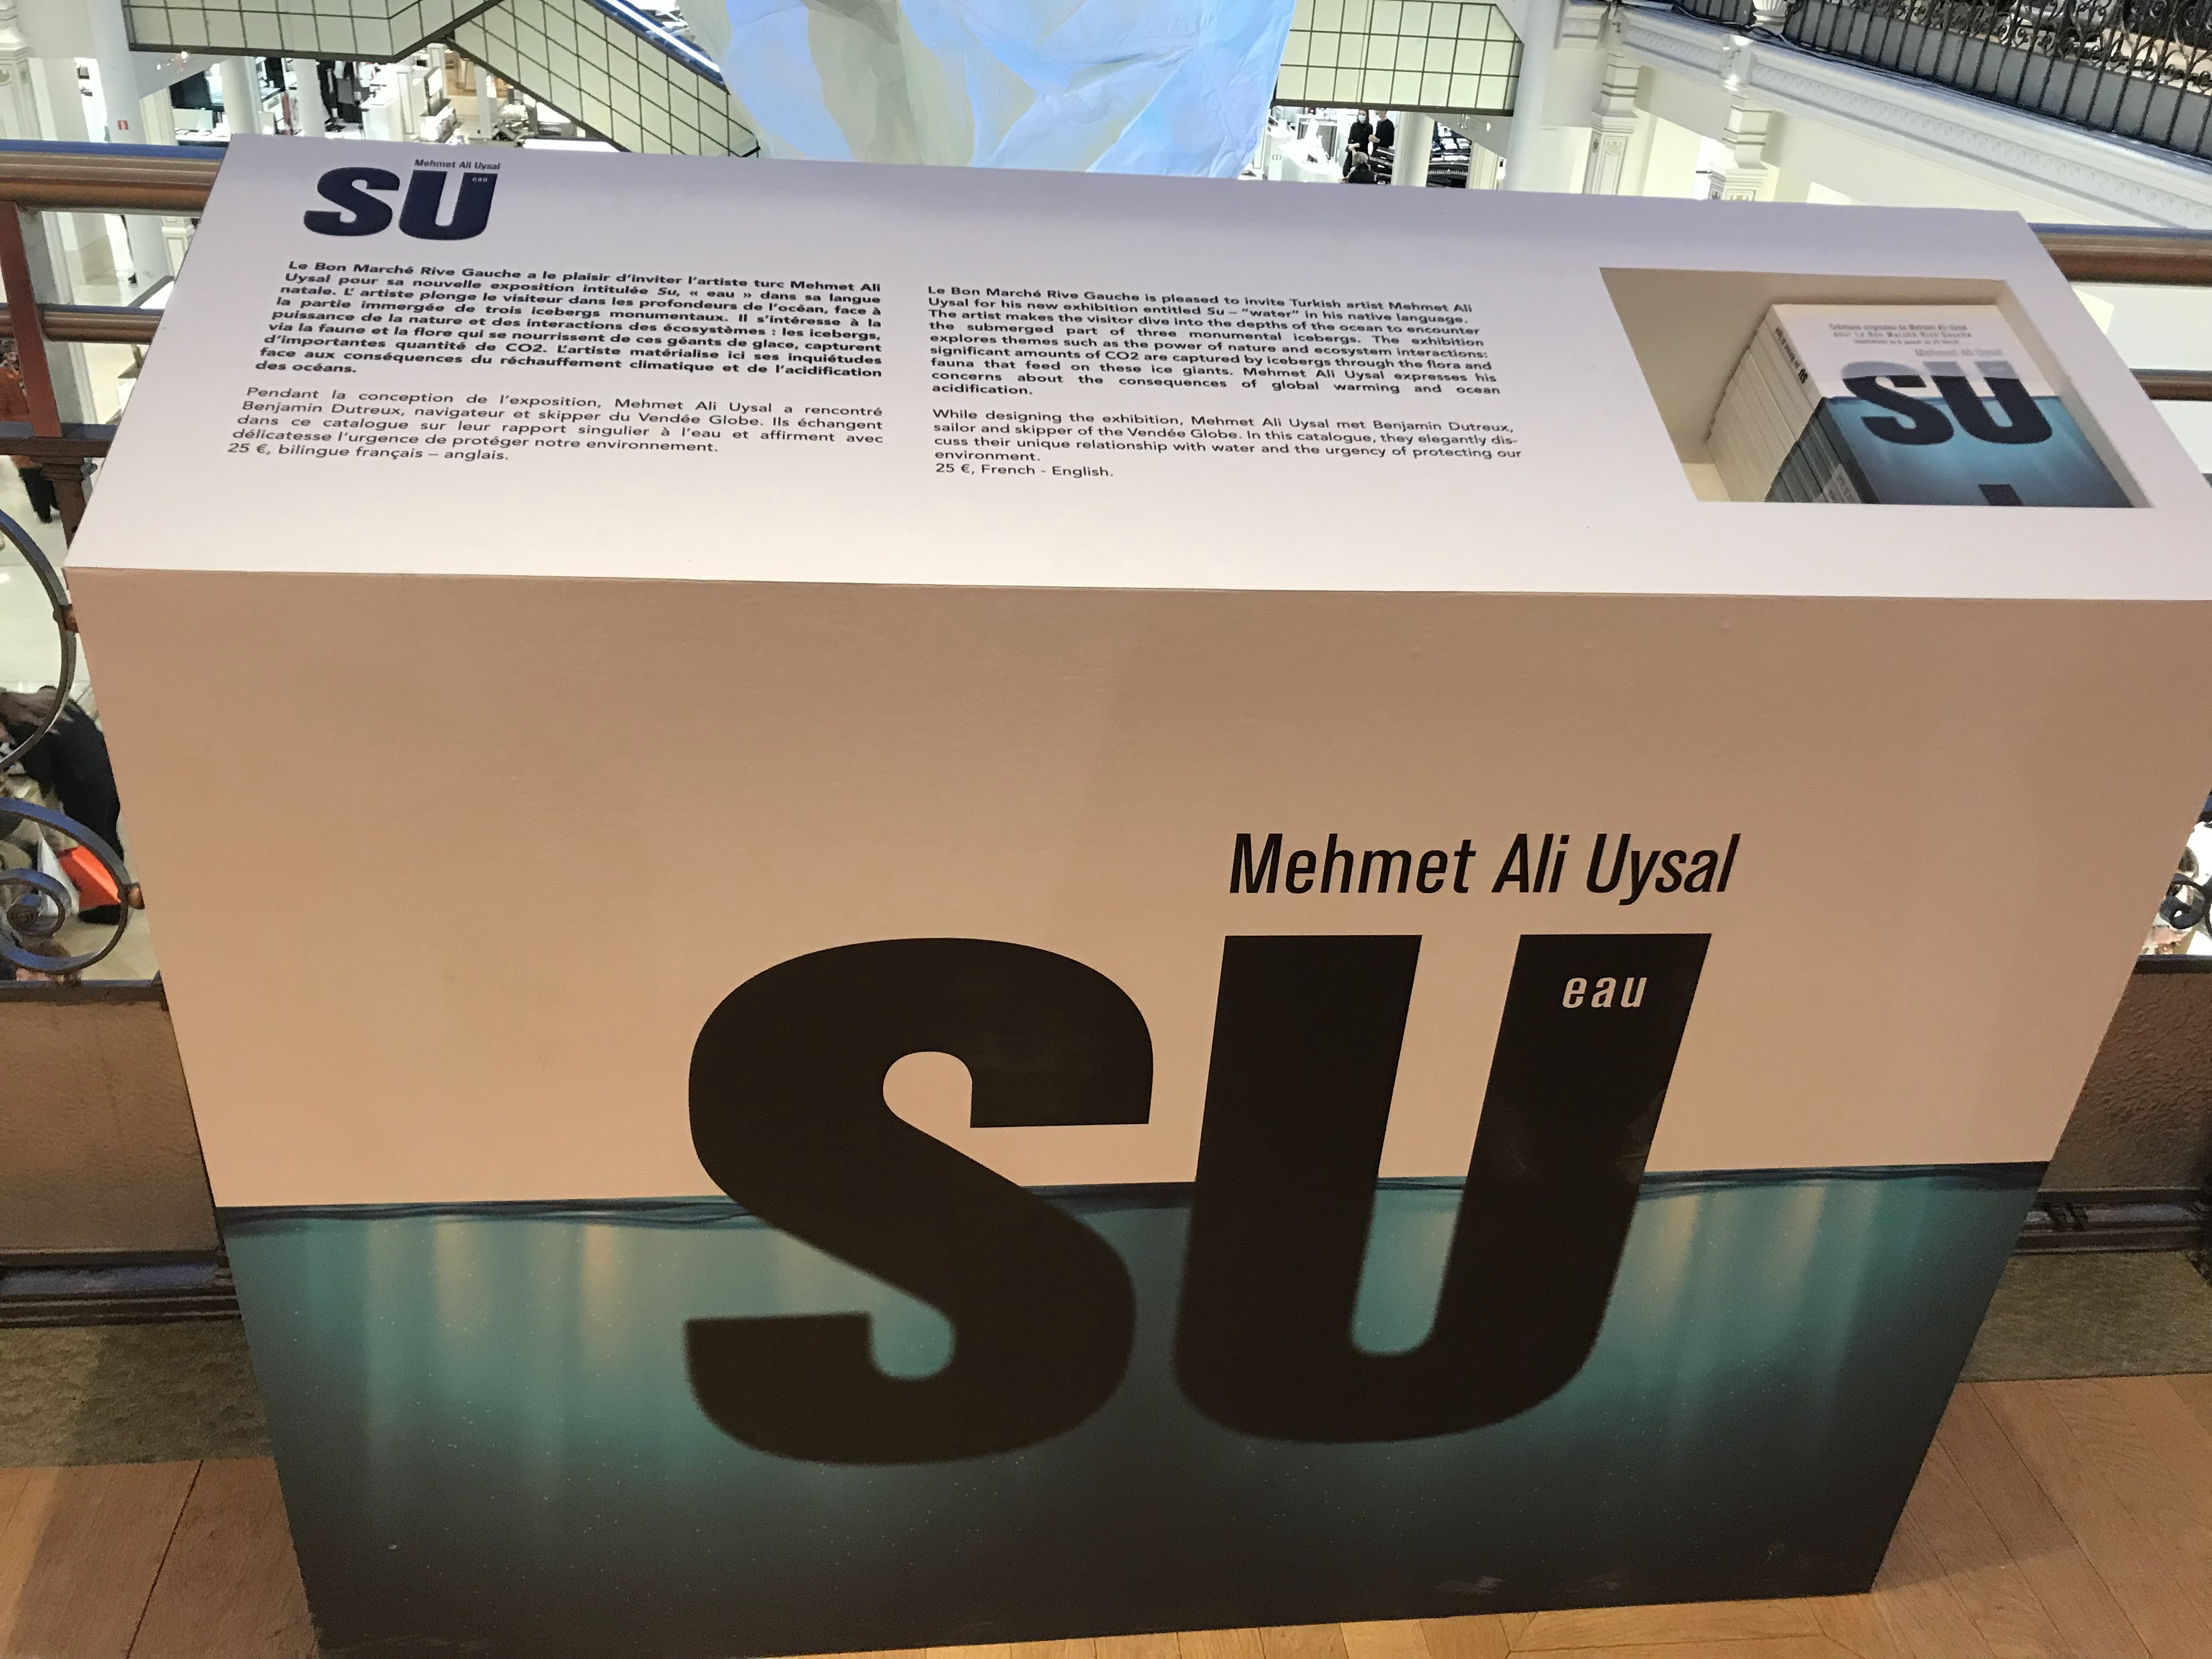 Mehmet Ali Uysal
SU
eau
Le Bon Marché Rive Gauche a le plaisir d'inviter l'artiste turc Mehmet Ali
Uysal pour sa nouvelle exposition intitulée Su, « eau » dans sa langue
natale. L' artiste plonge le visiteur dans les profondeurs de l'océan, face à
la partie immergée de trois icebergs monumentaux. Il s'intéresse à la
puissance de la nature et des interactions des écosystèmes : les icebergs,
via la faune et la flore qui se nourrissent de ces géants de glace, capturent
d'importantes quantité de CO2. L'artiste matérialise ici ses inquiétudes
face aux conséquences du réchauffement climatique et de l'acidification
des océans.
Pendant la conception de l'exposition, Mehmet Ali Uysal a rencontré
Benjamin Dutreux, navigateur et skipper du Vendée Globe. Ils échangent
dans ce catalogue sur leur rapport singulier à l'eau et affirment avec
délicatesse l'urgence de protéger notre environnement.
25 €, bilingue français – anglais.
Le Bon Marché Rive Gauche is pleased to invite Turkish artist Mehmet Ali
Uysal for his new exhibition entitled Su – "water" in his native language.
The artist makes the visitor dive into the depths of the ocean to encounter
the submerged part of three monumental icebergs. The exhibition
explores themes such as the power of nature and ecosystem interactions:
significant amounts of CO2 are captured by icebergs through the flora and
fauna that feed on these ice giants. Mehmet Ali Uysal expresses his
concerns about the consequences of global warming and ocean
acidification.
While designing the exhibition, Mehmet Ali Uysal met Benjamin Dutreux,
sailor and skipper of the Vendée Globe. In this catalogue, they elegantly dis-
cuss their unique relationship with water and the urgency of protecting our
environment.
25 €, French - English.
Mehmet Ali Uysal
pour Le Bon Marché Rive Gauche
Mehmet Ali Uysal
SU
Mehmet Ali Uysal
SU
eau